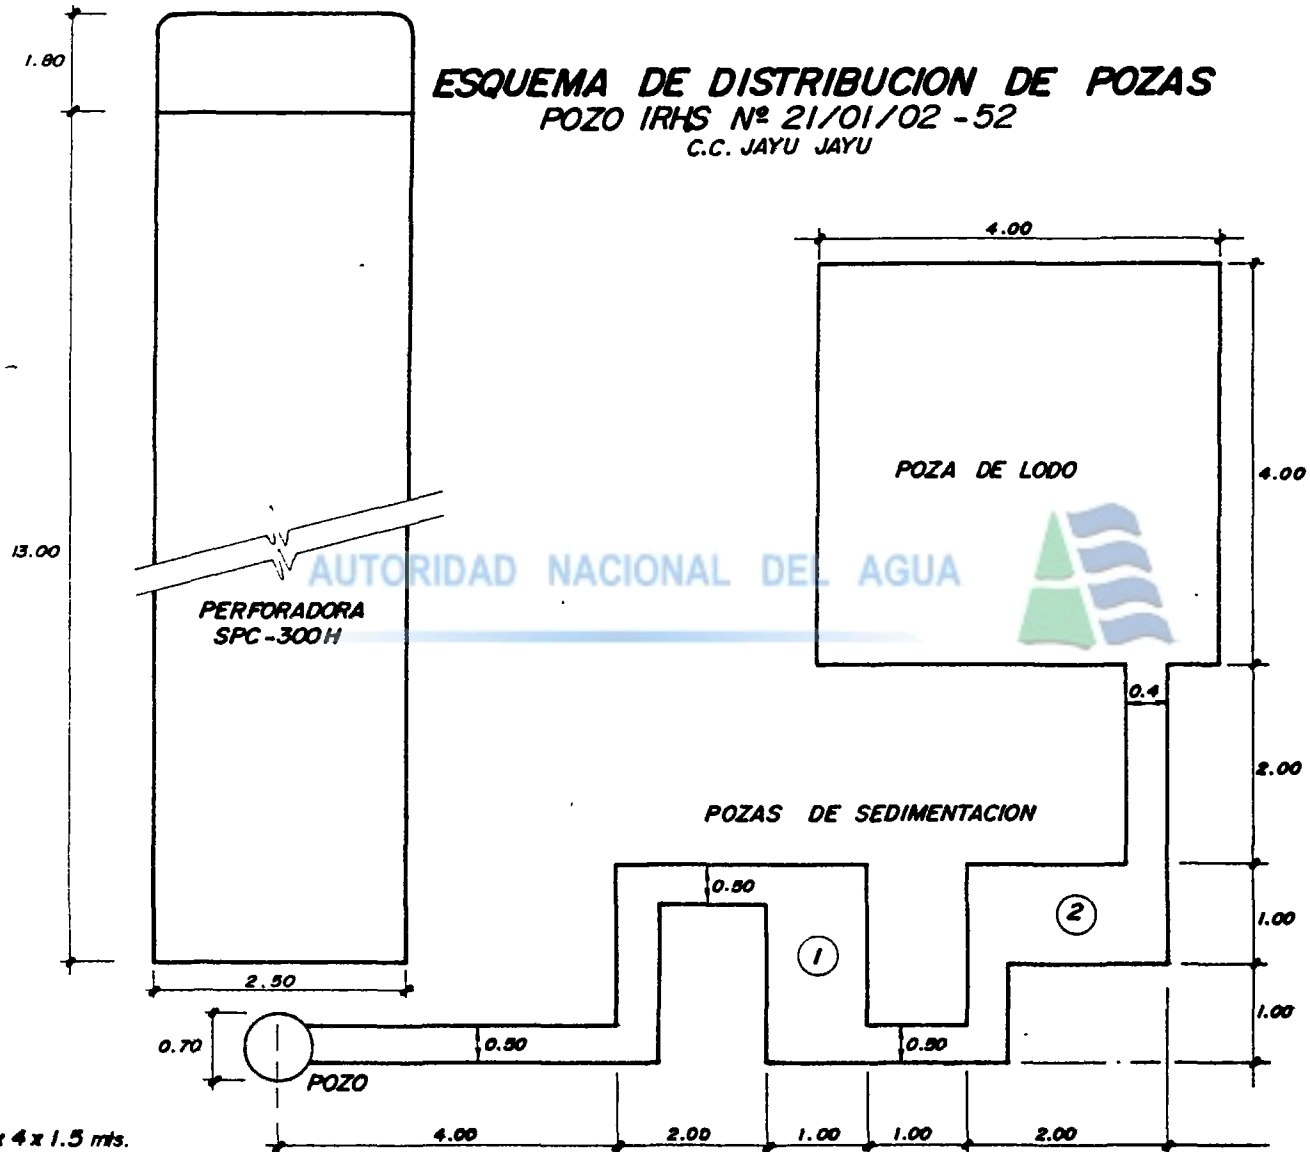 1.80
ESQUEMA DE DISTRIBUCION DE POZAS
POZO IRHS Nº 21/01/02 - 52
C.C. JAYU JAYU
4.00
POZA DE LODO
4.00
13.00
AUTORIDAD NACIONAL DEL AGUA
PERFORADORA
SPC-300H
0.4
2.00
POZAS DE SEDIMENTACION
0.50
2
1.00
1
2.50
1.00
0.70
0.50
0.50
POZO
x 4 x 1.5 mts.
4.00
2.00
1.00
1.00
2.00